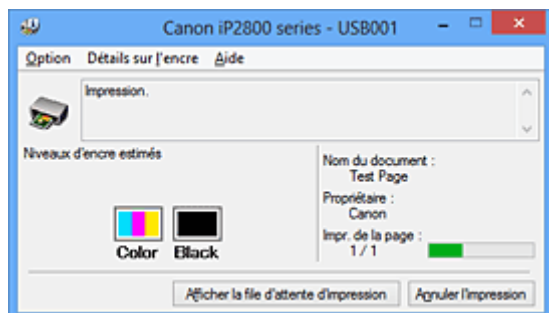 Canon iP2800 series - USB001
Option Détails sur l'encre Aide
Impression.
Niveaux d'encre estimés
Color Black
Nom du document :
Test Page
Propriétaire :
Canon
Impr. de la page :
1 / 1
Afficher la file d'attente d'impression Annuler l'impression